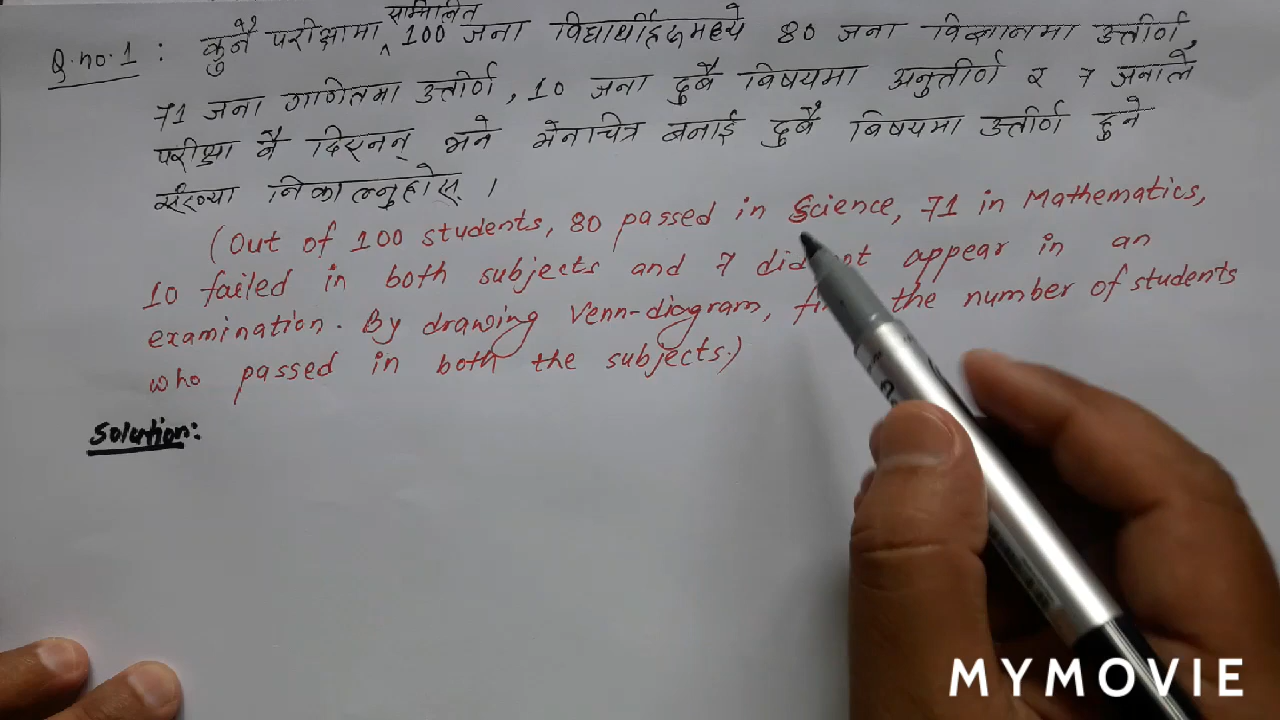 Q.no.1 : कुनै परीक्षामा सम्मिलित 100 जना विद्यार्थीहरूमध्ये 80 जना विज्ञानमा उत्तीर्ण,
71 जना गणितमा उत्तीर्ण, 10 जना दुवै विषयमा अनुत्तीर्ण र 7 जनाले
परीक्षा नै दिएनन् भने भेनचित्र बनाई दुवै विषयमा उत्तीर्ण हुने
संख्या निकाल्नुहोस् ।
(Out of 100 students, 80 passed in Science, 71 in Mathematics,
10 failed in both subjects and 7 did not appear in an
examination. By drawing Venn-diagram, the number of students
who passed in both the subjects.)
Solution:
MYMOVIE